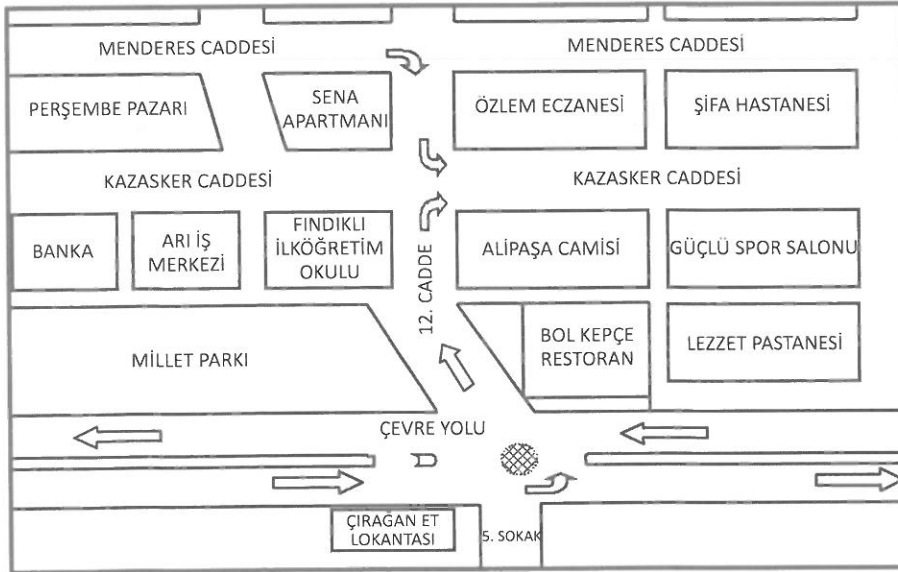 MENDERES CADDESİ
MENDERES CADDESİ
PERŞEMBE PAZARI
SENA
APARTMANI
ÖZLEM ECZANESİ
ŞİFA HASTANESİ
KAZASKER CADDESİ
KAZASKER CADDESİ
BANKA
ARI İŞ
MERKEZİ
FINDIKLI
İLKÖĞRETİM
OKULU
12. CADDE
ALİPAŞA CAMİSİ
GÜÇLÜ SPOR SALONU
MİLLET PARKI
BOL KEPÇE
RESTORAN
LEZZET PASTANESİ
ÇEVRE YOLU
ÇIRAĞAN ET
LOKANTASI
5. SOKAK